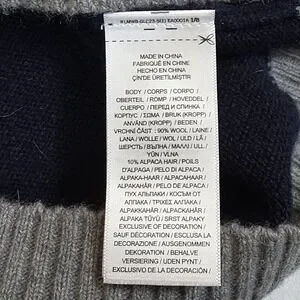 MADE IN CHINA
FABRIQUÉ EN CHINE
HECHO EN CHINA
ÇİN'DE ÜRETİLMİŞTİR
BODY / CORPS / CORPO /
OBERTEIL / ROMP / HOVEDDEL /
CUERPO / ПЕРЕД И СПИНКА /
KORPUS / ΣΩΜΑ / BRUK (KROPP) /
ANVÄND (KROPP) / BEDEN /
VRCHNÍ ČÁST : 90% WOOL / LAINE /
LANA / WOLLE / WOL / ULD / LÃ /
ШЕРСТЬ / ВЪЛНА / ΜΑΛΛΙ / ULL /
YÜN / VLNA
10% ALPACA HAIR / POILS
D'ALPAGA / PELO DI ALPACA /
ALPAKA-HAAR / ALPACAHAAR /
ALPAKAHÅR / PELO DE ALPACA /
ПУХ АЛЬПАКИ / КОСЪМ ОТ
АЛПАКА / ΤΡΙΧΕΣ ΑΛΠΑΚΑ /
ALPAKKAHÅR / ALPACKAHÅR /
ALPAKA TÜYÜ / SRST ALPAKY
EXCLUSIVE OF DECORATION /
SAUF DÉCORATION / ESCLUSA LA
DECORAZIONE / AUSGENOMMEN
DEKORATION / BEHALVE
VERSIERING / UDEN PYNT /
EXCLUSIVO DE LA DECORACIÓN /